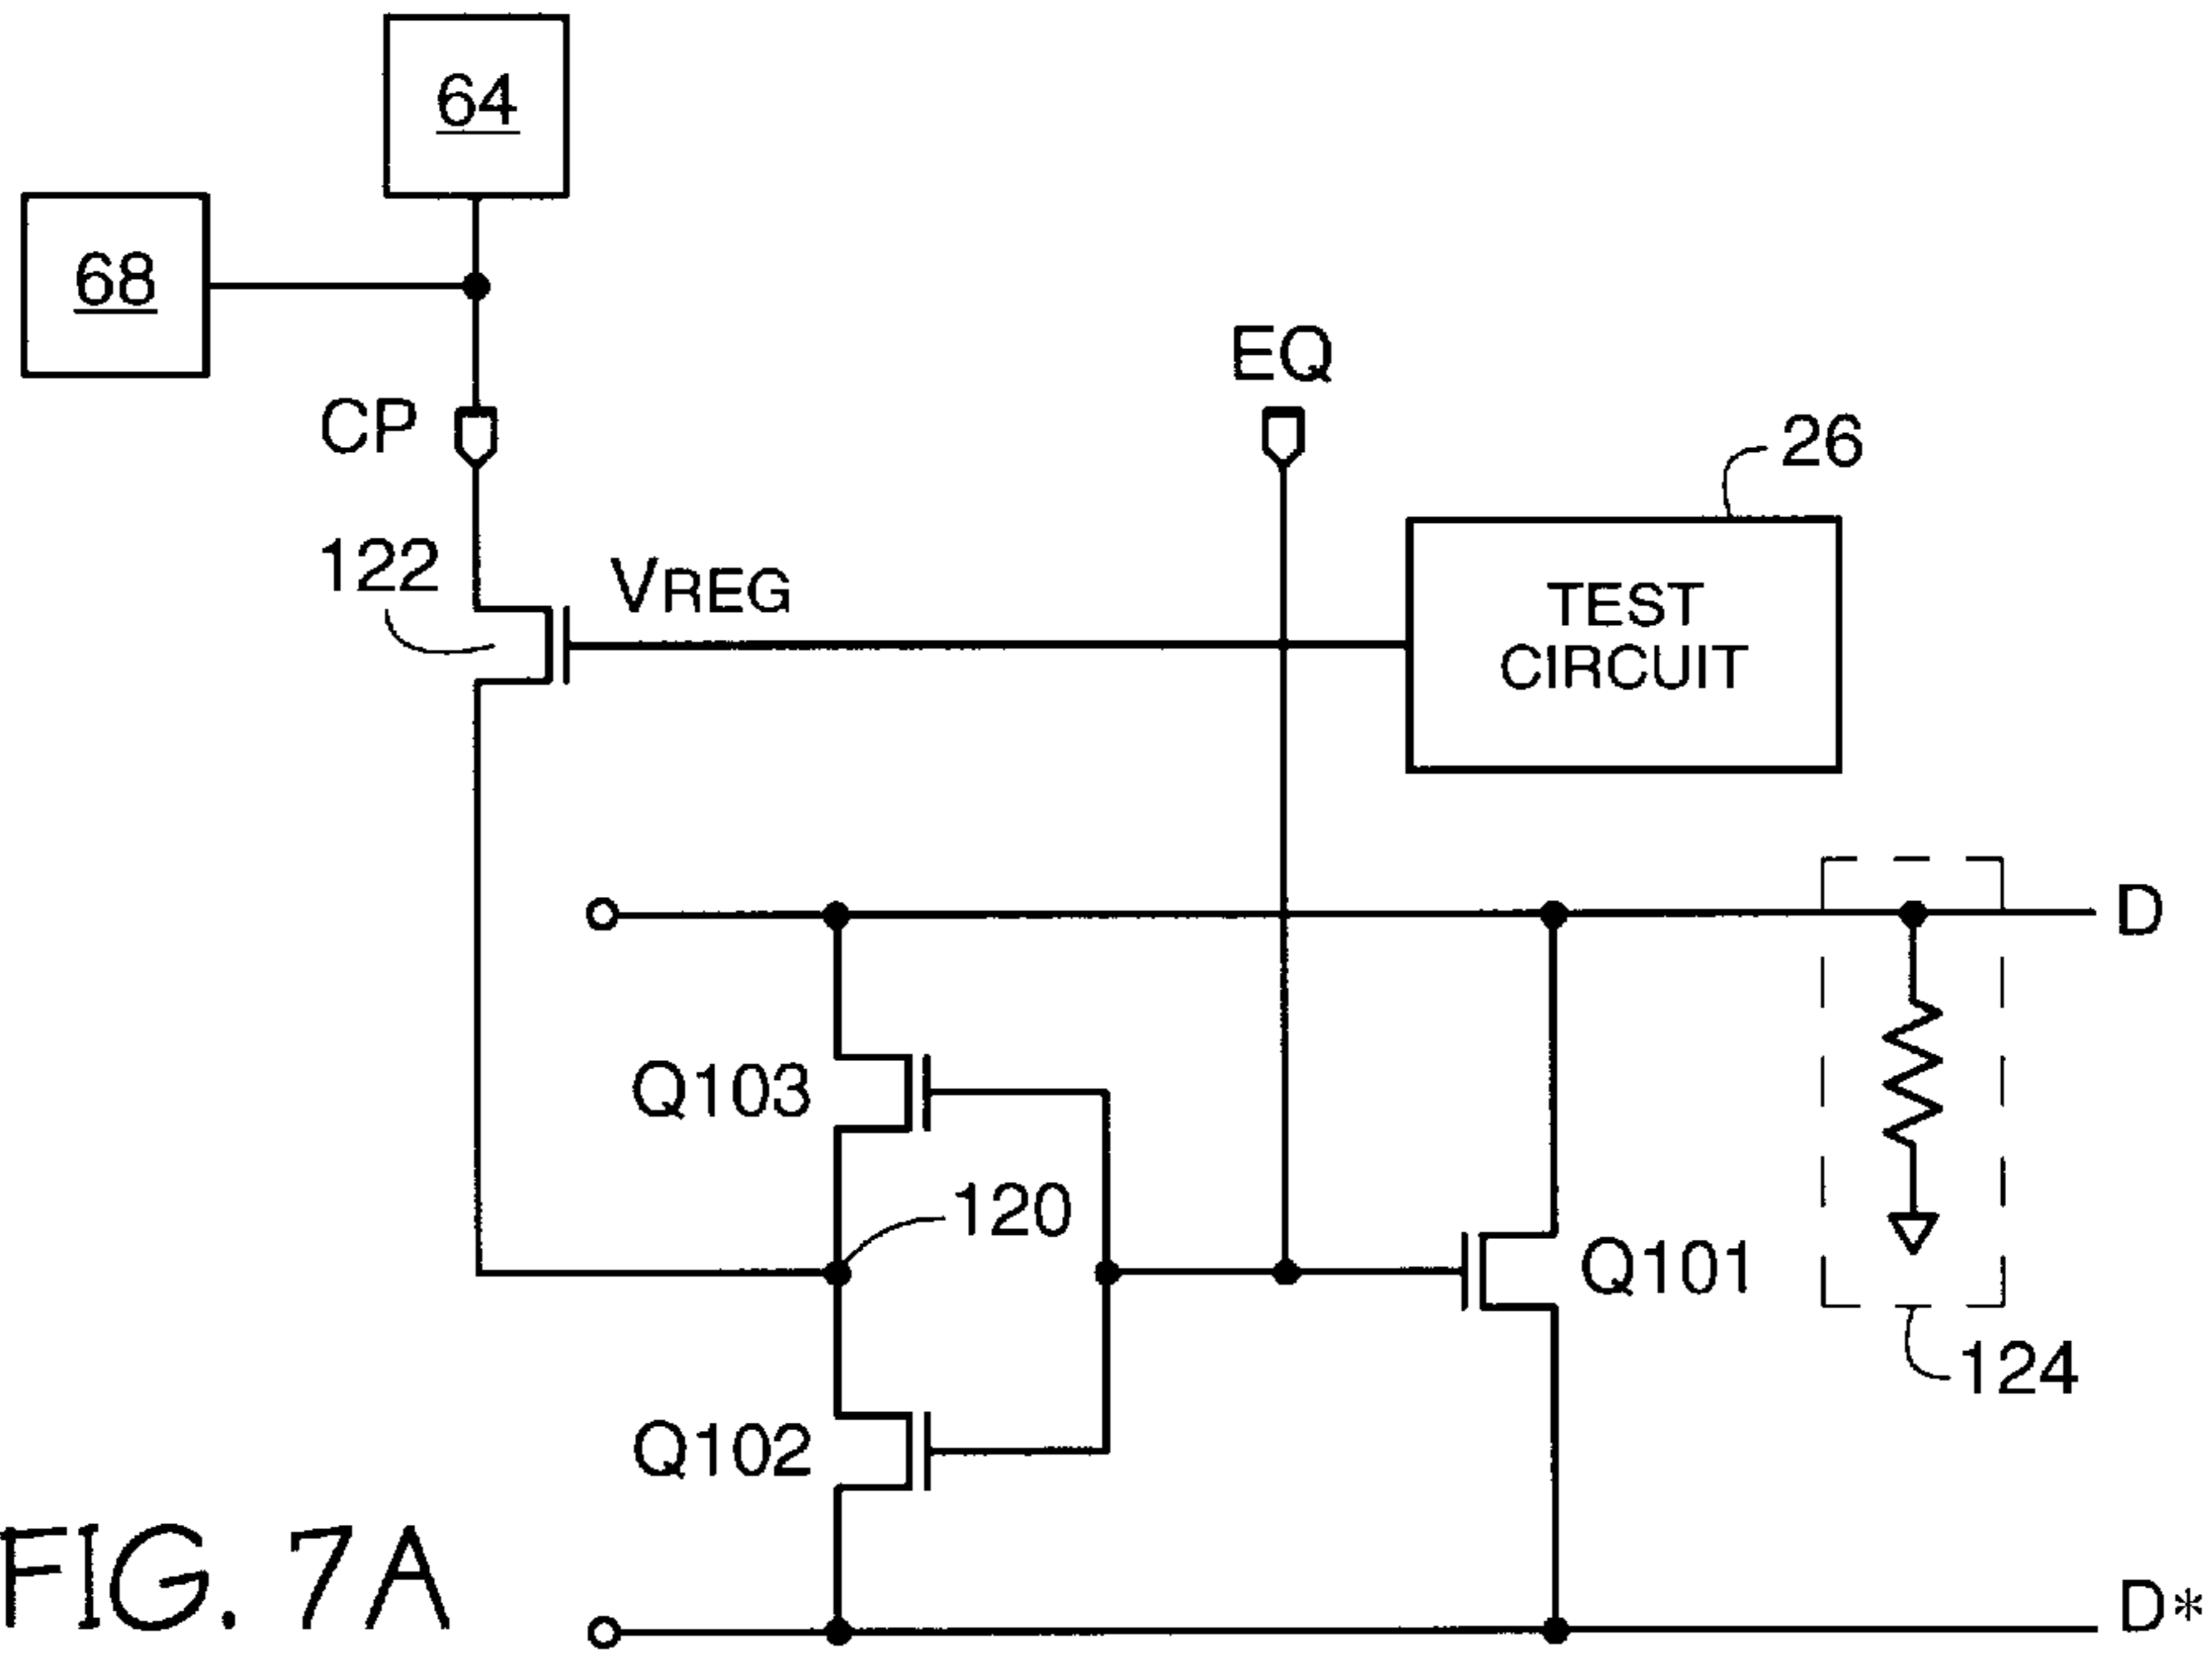 64
68
EQ
CP
26
122
VREG
TEST
CIRCUIT
D
Q103
120
Q101
124
Q102
FIG. 7A
D*